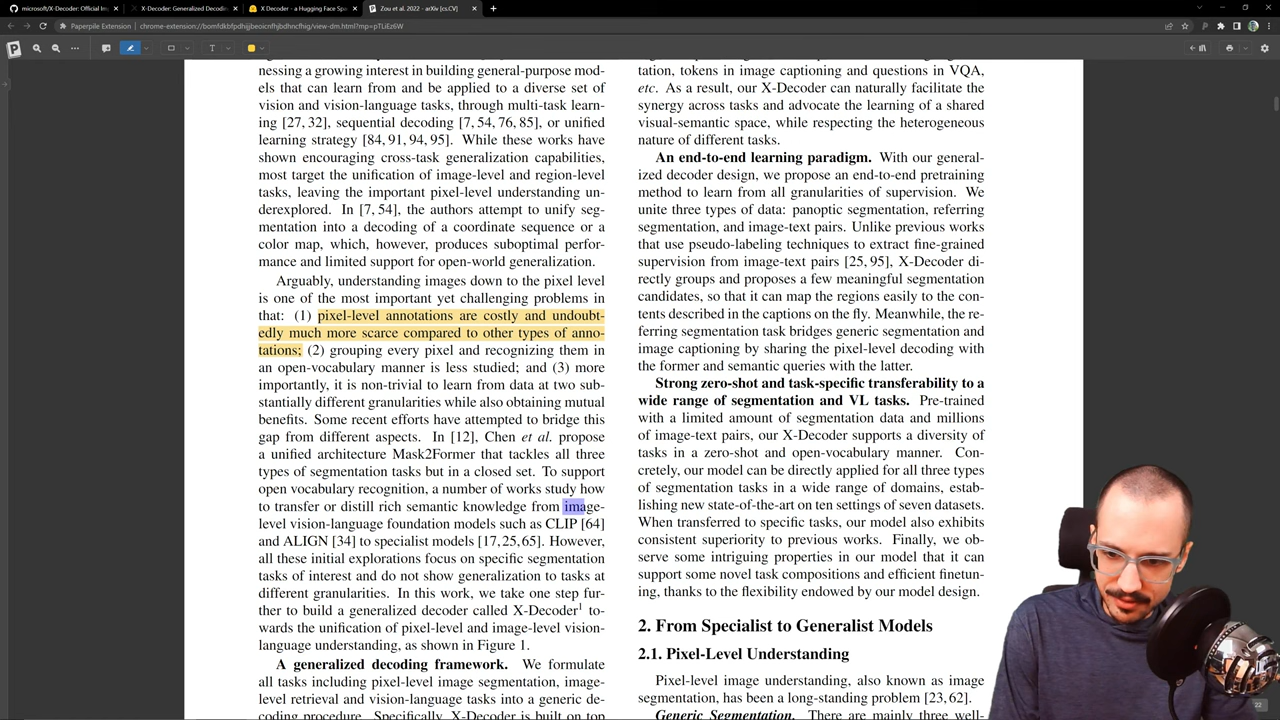 microsoft/X-Decoder: Official Im
X-Decoder: Generalized Decodin
X Decoder - a Hugging Face Spa
Zou et al. 2022 - arXiv [cs.CV]
Paperpile Extension | chrome-extension://bomfdkbfpdhjjbeoicnfhjbdhncfhig/view-dm.html?mp=pTLiEz6W
nessing a growing interest in building general-purpose mod-
els that can learn from and be applied to a diverse set of
vision and vision-language tasks, through multi-task learn-
ing [27, 32], sequential decoding [7, 54, 76, 85], or unified
learning strategy [84, 91, 94, 95]. While these works have
shown encouraging cross-task generalization capabilities,
most target the unification of image-level and region-level
tasks, leaving the important pixel-level understanding un-
derexplored. In [7, 54], the authors attempt to unify seg-
mentation into a decoding of a coordinate sequence or a
color map, which, however, produces suboptimal perfor-
mance and limited support for open-world generalization.
Arguably, understanding images down to the pixel level
is one of the most important yet challenging problems in
that: (1) pixel-level annotations are costly and undoubt-
edly much more scarce compared to other types of anno-
tations; (2) grouping every pixel and recognizing them in
an open-vocabulary manner is less studied; and (3) more
importantly, it is non-trivial to learn from data at two sub-
stantially different granularities while also obtaining mutual
benefits. Some recent efforts have attempted to bridge this
gap from different aspects. In [12], Chen et al. propose
a unified architecture Mask2Former that tackles all three
types of segmentation tasks but in a closed set. To support
open vocabulary recognition, a number of works study how
to transfer or distill rich semantic knowledge from image-
level vision-language foundation models such as CLIP [64]
and ALIGN [34] to specialist models [17, 25, 65]. However,
all these initial explorations focus on specific segmentation
tasks of interest and do not show generalization to tasks at
different granularities. In this work, we take one step fur-
ther to build a generalized decoder called X-Decoder1 to-
wards the unification of pixel-level and image-level vision-
language understanding, as shown in Figure 1.
A generalized decoding framework. We formulate
all tasks including pixel-level image segmentation, image-
level retrieval and vision-language tasks into a generic de-
coding procedure. Specifically, X-Decoder is built on top
tation, tokens in image captioning and questions in VQA,
etc. As a result, our X-Decoder can naturally facilitate the
synergy across tasks and advocate the learning of a shared
visual-semantic space, while respecting the heterogeneous
nature of different tasks.
An end-to-end learning paradigm. With our general-
ized decoder design, we propose an end-to-end pretraining
method to learn from all granularities of supervision. We
unite three types of data: panoptic segmentation, referring
segmentation, and image-text pairs. Unlike previous works
that use pseudo-labeling techniques to extract fine-grained
supervision from image-text pairs [25, 95], X-Decoder di-
rectly groups and proposes a few meaningful segmentation
candidates, so that it can map the regions easily to the con-
tents described in the captions on the fly. Meanwhile, the re-
ferring segmentation task bridges generic segmentation and
image captioning by sharing the pixel-level decoding with
the former and semantic queries with the latter.
Strong zero-shot and task-specific transferability to a
wide range of segmentation and VL tasks. Pre-trained
with a limited amount of segmentation data and millions
of image-text pairs, our X-Decoder supports a diversity of
tasks in a zero-shot and open-vocabulary manner. Con-
cretely, our model can be directly applied for all three types
of segmentation tasks in a wide range of domains, estab-
lishing new state-of-the-art on ten settings of seven datasets.
When transferred to specific tasks, our model also exhibits
consistent superiority to previous works. Finally, we ob-
serve some intriguing properties in our model that it can
support some novel task compositions and efficient finetun-
ing, thanks to the flexibility endowed by our model design.
2. From Specialist to Generalist Models
2.1. Pixel-Level Understanding
Pixel-level image understanding, also known as image
segmentation, has been a long-standing problem [23, 62].
Generic Segmentation. There are mainly three well-